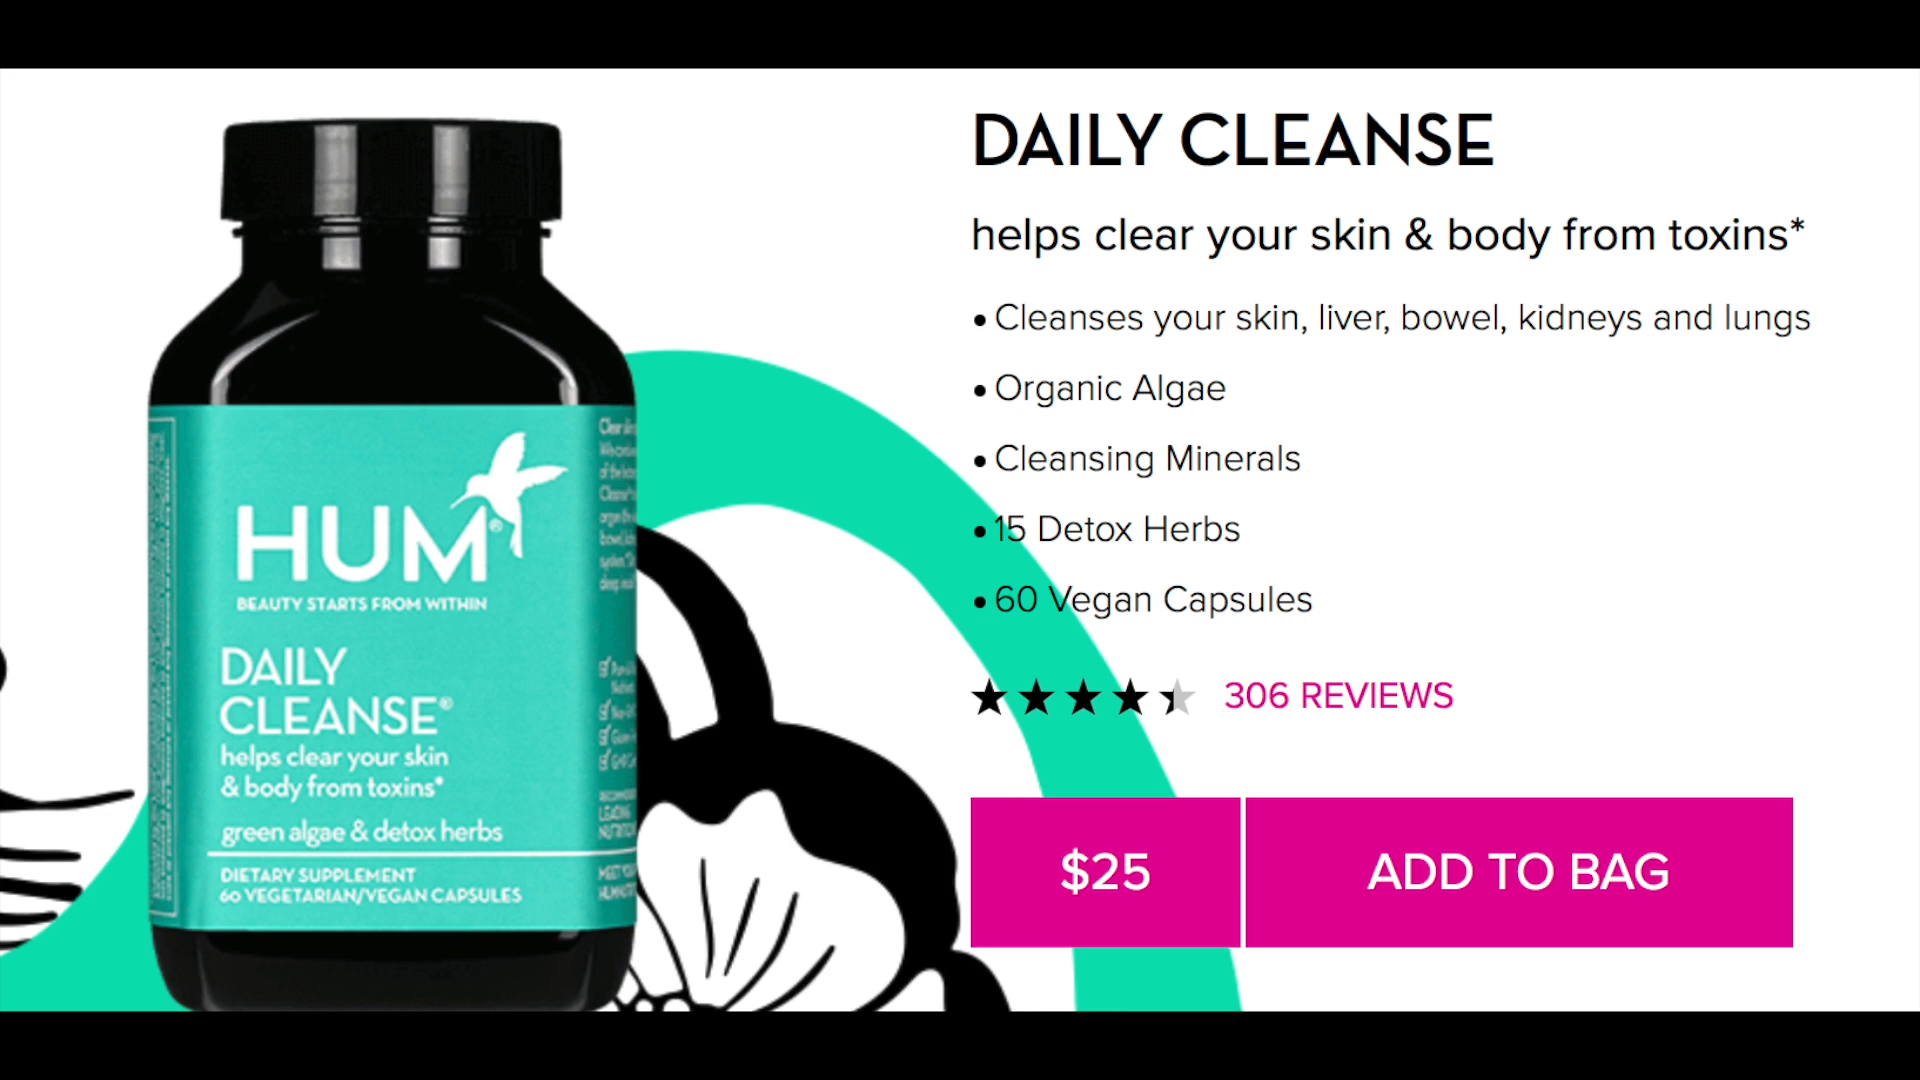 DAILY CLEANSE
helps clear your skin & body from toxins*
• Cleanses your skin, liver, bowel, kidneys and lungs
• Organic Algae
• Cleansing Minerals
• 15 Detox Herbs
• 60 Vegan Capsules
306 REVIEWS
$25
ADD TO BAG
HUM®
BEAUTY STARTS FROM WITHIN
DAILY
CLEANSE®
helps clear your skin
& body from toxins*
green algae & detox herbs
DIETARY SUPPLEMENT
60 VEGETARIAN/VEGAN CAPSULES